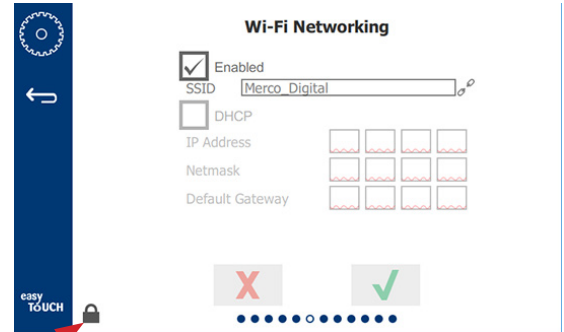 Wi-Fi Networking
Enabled
SSID Merco_Digital
DHCP
IP Address
Netmask
Default Gateway
easy
TOUCH